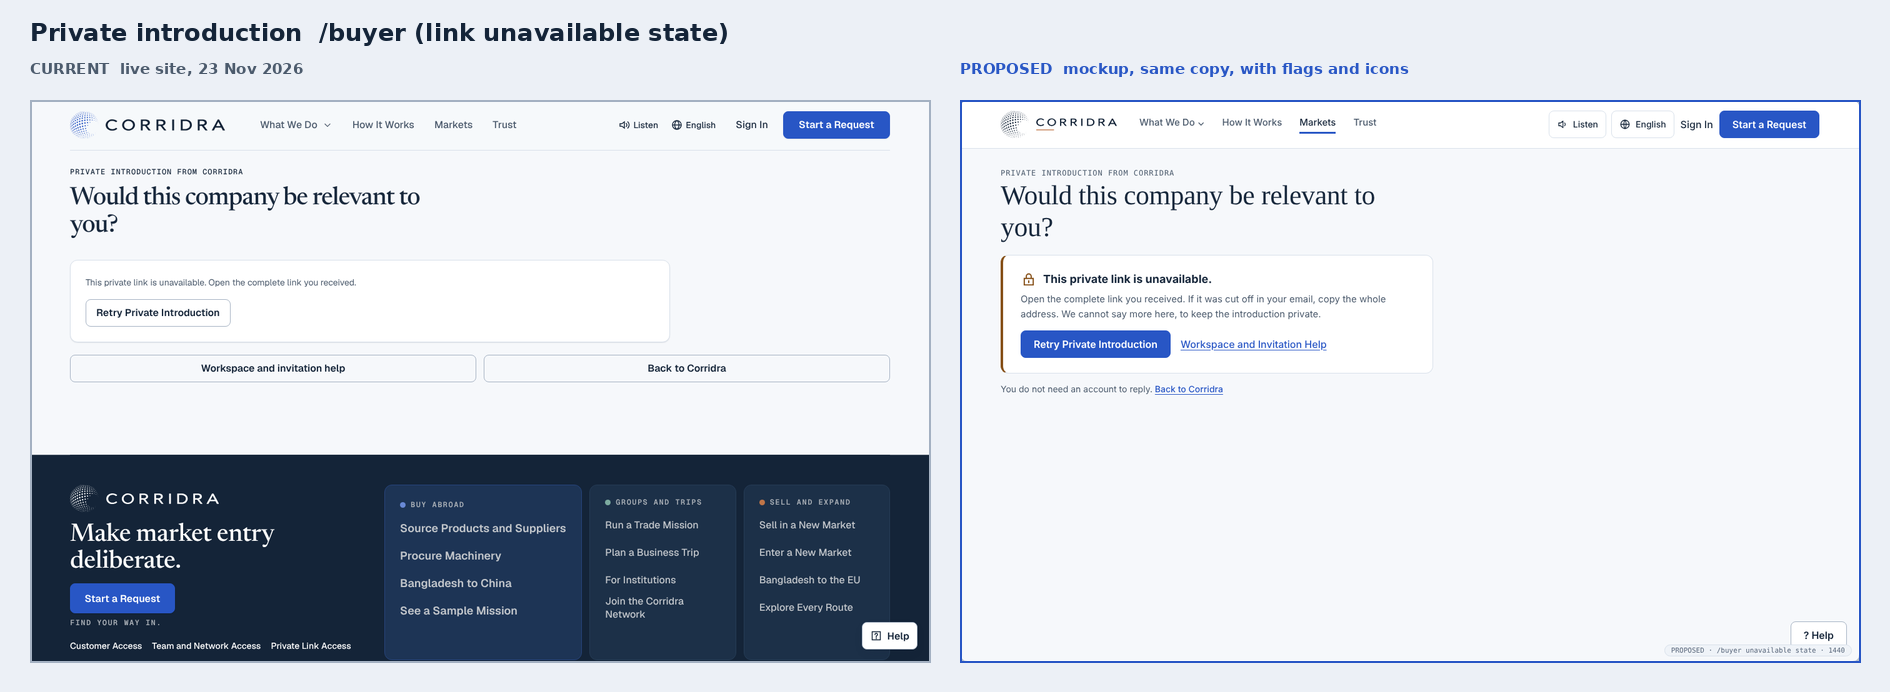 Private introduction /buyer (link unavailable state)
CURRENT live site, 23 Nov 2026
CORRIDRA
What We Do
How It Works
Markets
Trust
Listen
English
Sign In
Start a Request
PRIVATE INTRODUCTION FROM CORRIDRA
Would this company be relevant to
you?
This private link is unavailable. Open the complete link you received.
Retry Private Introduction
Workspace and invitation help
Back to Corridra
CORRIDRA
Make market entry
deliberate.
Start a Request
FIND YOUR WAY IN.
Customer Access
Team and Network Access
Private Link Access
BUY ABROAD
Source Products and Suppliers
Procure Machinery
Bangladesh to China
See a Sample Mission
GROUPS AND TRIPS
Run a Trade Mission
Plan a Business Trip
For Institutions
Join the Corridra
Network
SELL AND EXPAND
Sell in a New Market
Enter a New Market
Bangladesh to the EU
Explore Every Route
? Help
PROPOSED mockup, same copy, with flags and icons
CORRIDRA
What We Do
How It Works
Markets
Trust
Listen
English
Sign In
Start a Request
PRIVATE INTRODUCTION FROM CORRIDRA
Would this company be relevant to
you?
This private link is unavailable.
Open the complete link you received. If it was cut off in your email, copy the whole
address. We cannot say more here, to keep the introduction private.
Retry Private Introduction
Workspace and Invitation Help
You do not need an account to reply. Back to Corridra
? Help
PROPOSED · /buyer unavailable state · 1440